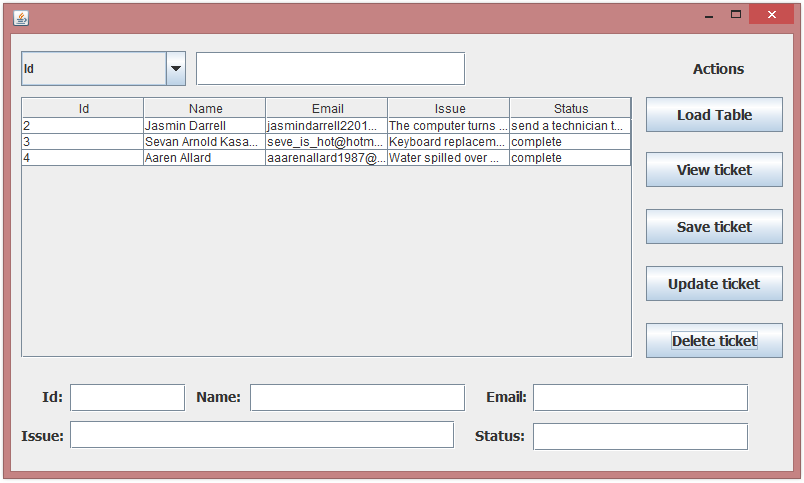 Id
Actions
Id Name Email Issue Status
2 Jasmin Darrell jasmindarrell2201... The computer turns ... send a technician t...
3 Sevan Arnold Kasa... seve_is_hot@hotm... Keyboard replacem... complete
4 Aaren Allard aaarenallard1987@... Water spilled over ... complete
Load Table
View ticket
Save ticket
Update ticket
Delete ticket
Id: Name: Email:
Issue: Status: